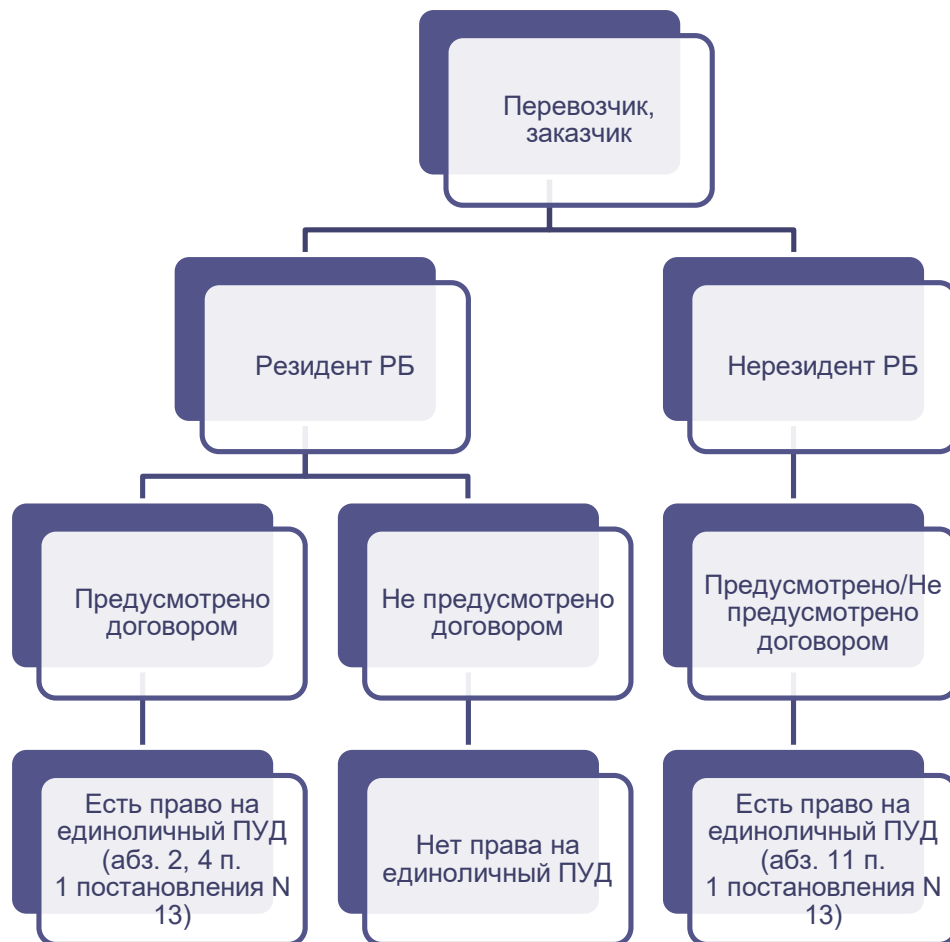 Перевозчик,
заказчик
Резидент РБ
Нерезидент РБ
Предусмотрено
договором
Не предусмотрено
договором
Предусмотрено/Не
предусмотрено
договором
Есть право на
единоличный ПУД
(абз. 2, 4 п.
1 постановления N
13)
Нет права на
единоличный ПУД
Есть право на
единоличный ПУД
(абз. 11 п.
1 постановления N
13)